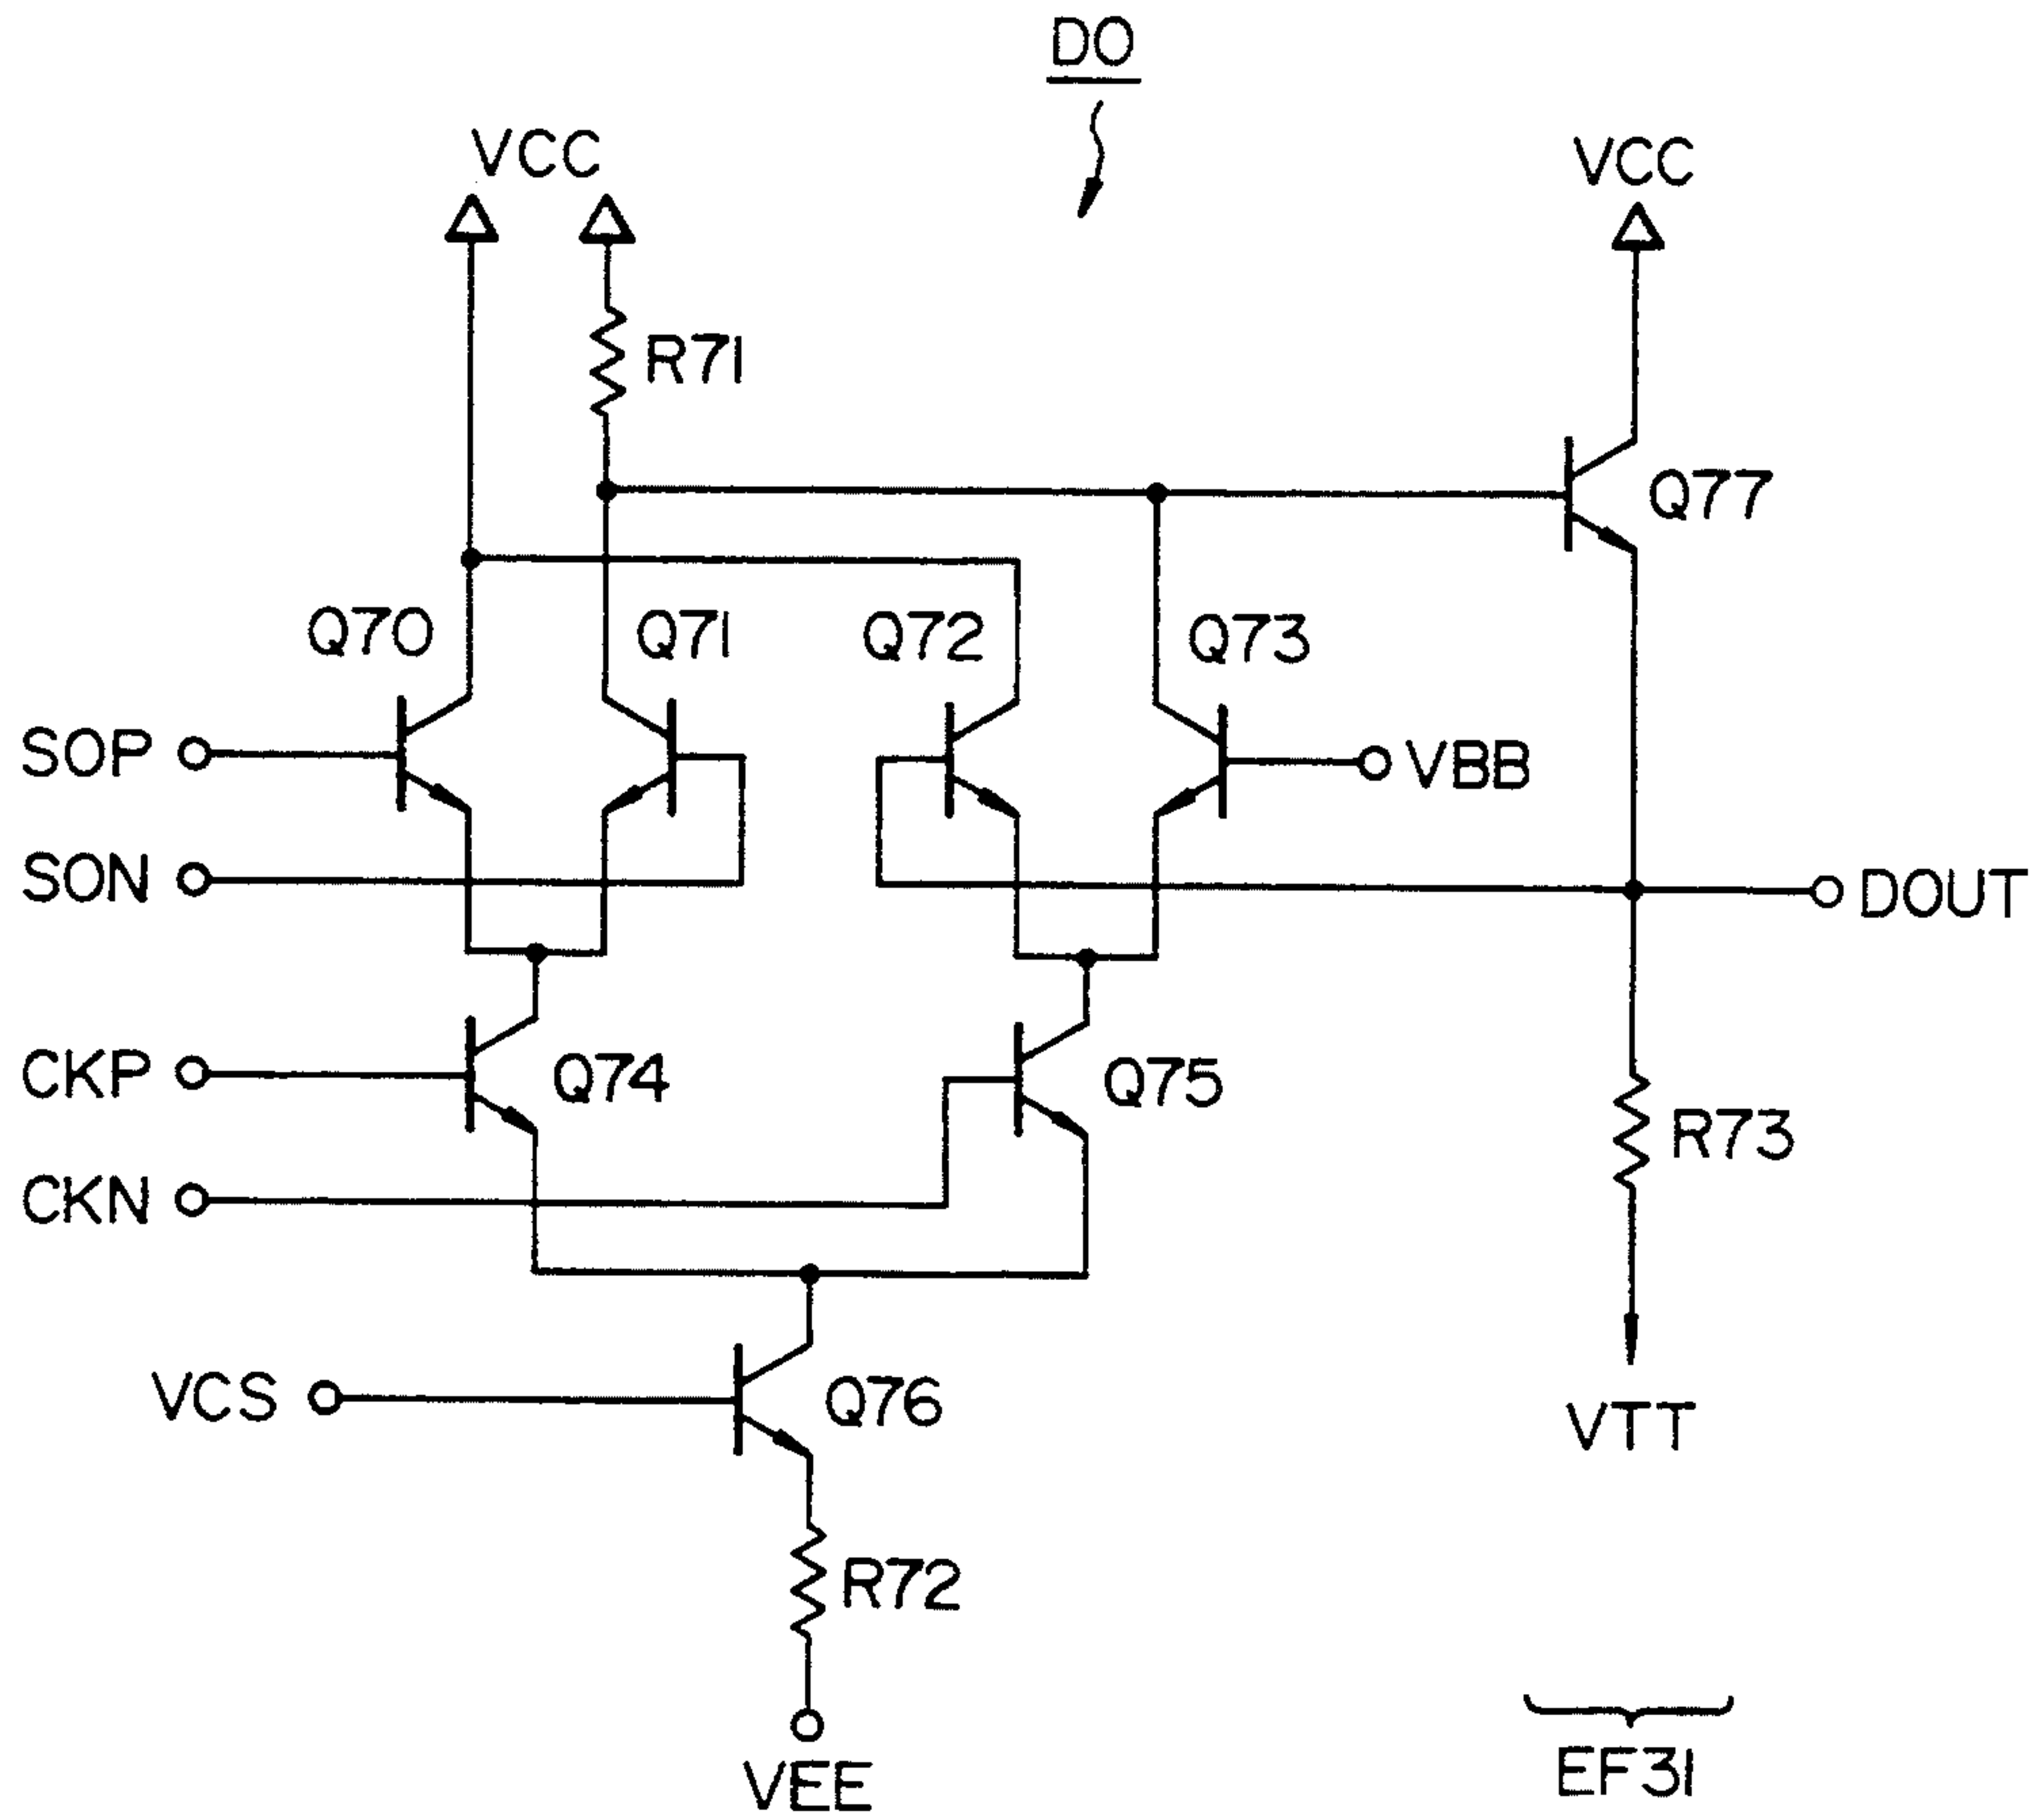 DO
VCC
VCC
R71
Q77
Q70
Q71
Q72
Q73
SOP
VBB
SON
DOUT
CKP
Q74
Q75
R73
CKN
VCS
Q76
VTT
R72
VEE
EF31